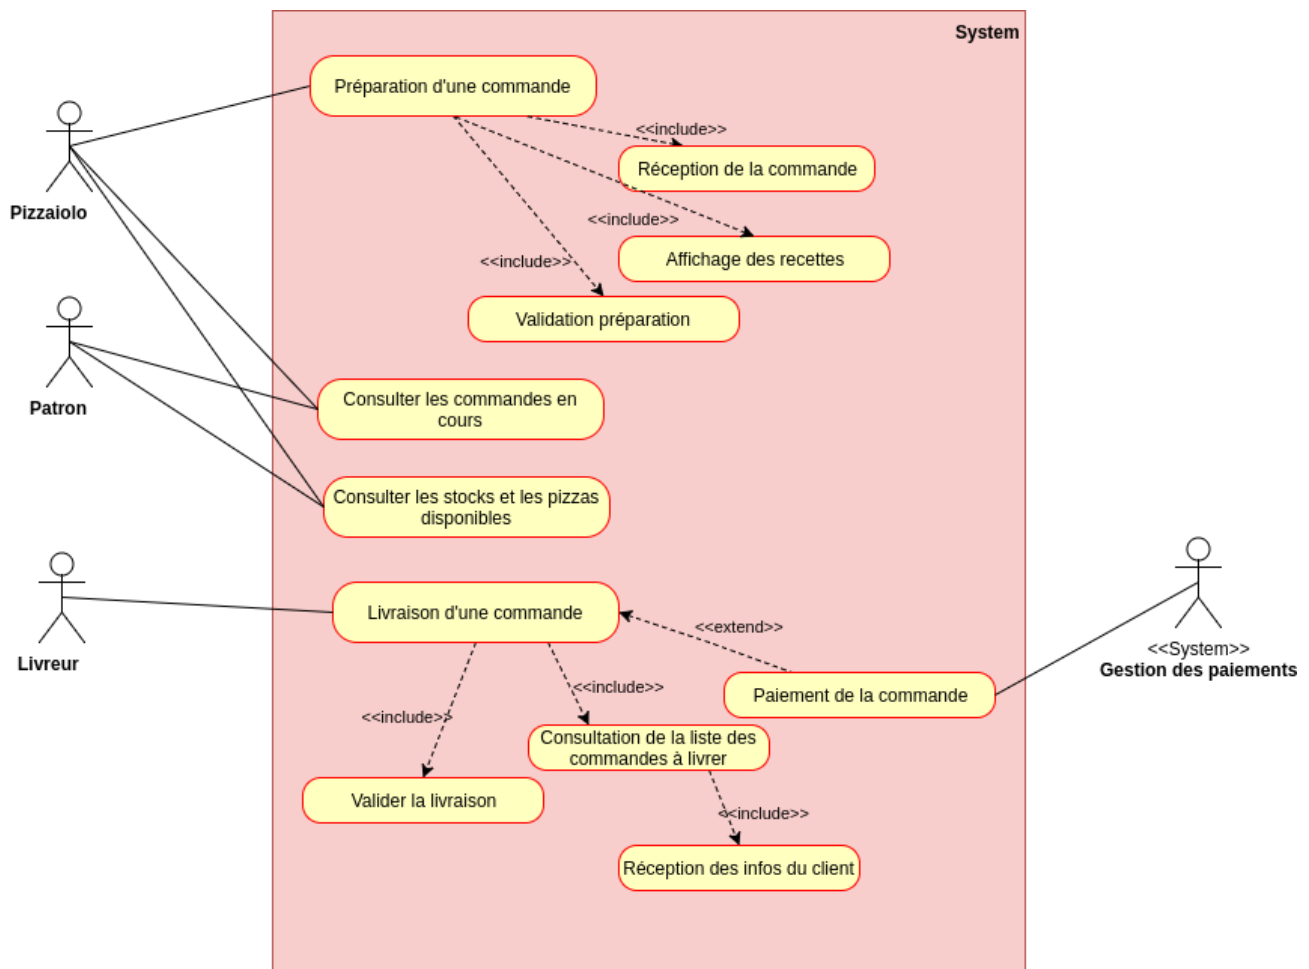 System
Préparation d'une commande
<<include>>
Réception de la commande
Pizzaiolo
<<include>>
Affichage des recettes
<<include>>
Validation préparation
Patron
Consulter les commandes en
cours
Consulter les stocks et les pizzas
disponibles
Livraison d'une commande
<<extend>>
<<System>>
Gestion des paiements
Livreur
<<include>>
Paiement de la commande
<<include>>
Consultation de la liste des
commandes à livrer
Valider la livraison
<<include>>
Réception des infos du client